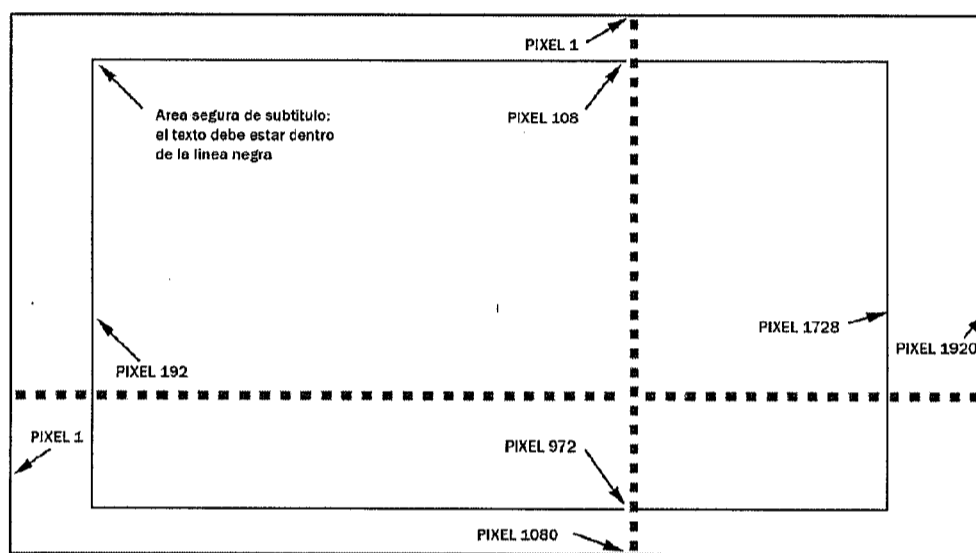 PIXEL 1
PIXEL 108
Area segura de subtitulo:
el texto debe estar dentro
de la linea negra
PIXEL 192
PIXEL 1728
PIXEL 1920
PIXEL 1
PIXEL 972
PIXEL 1080